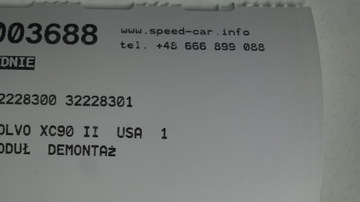 003688
www.speed-car.info
tel. +48 666 899 088
DNIE
2228300 32228301
OLVO XC90 II USA 1
ODUŁ DEMONTAŻ